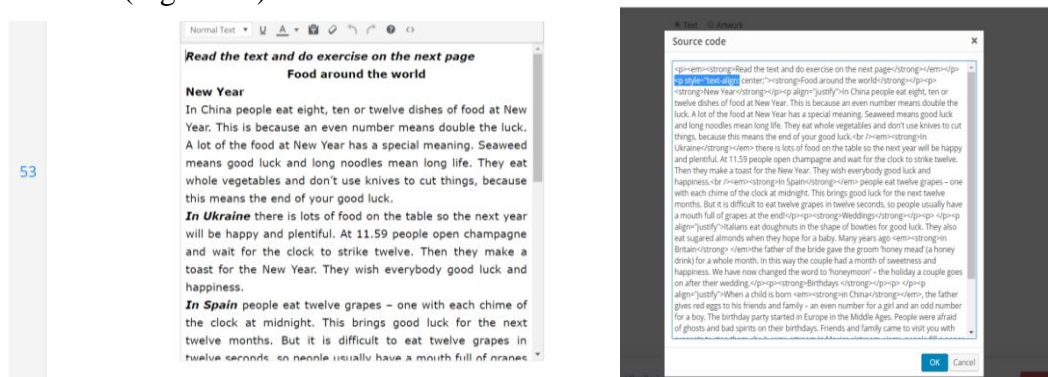 Normal Text
53
Read the text and do exercise on the next page
Food around the world
New Year
In China people eat eight, ten or twelve dishes of food at New
Year. This is because an even number means double the luck.
A lot of the food at New Year has a special meaning. Seaweed
means good luck and long noodles mean long life. They eat
whole vegetables and don't use knives to cut things, because
this means the end of your good luck.
In Ukraine there is lots of food on the table so the next year
will be happy and plentiful. At 11.59 people open champagne
and wait for the clock to strike twelve. Then they make a
toast for the New Year. They wish everybody good luck and
happiness.
In Spain people eat twelve grapes – one with each chime of
the clock at midnight. This brings good luck for the next
twelve months. But it is difficult to eat twelve grapes in
twelve seconds, so people usually have a mouth full of grapes
Text Artwork
Source code
<p><em><strong>Read the text and do exercise on the next page</strong></em></p>
<p style="text-align: center;"><strong>Food around the world</strong></p><p>
<strong>New Year</strong></p><p align="justify">In China people eat eight, ten or
twelve dishes of food at New Year. This is because an even number means double the
luck. A lot of the food at New Year has a special meaning. Seaweed means good luck
and long noodles mean long life. They eat whole vegetables and don't use knives to cut
things, because this means the end of your good luck.<br /><em><strong>In
Ukraine</strong></em> there is lots of food on the table so the next year will be happy
and plentiful. At 11.59 people open champagne and wait for the clock to strike twelve.
Then they make a toast for the New Year. They wish everybody good luck and
happiness.<br /><em><strong>In Spain</strong></em> people eat twelve grapes – one
with each chime of the clock at midnight. This brings good luck for the next twelve
months. But it is difficult to eat twelve grapes in twelve seconds, so people usually have
a mouth full of grapes at the end!</p><p><strong>Weddings</strong></p><p> </p><p
align="justify">Italians eat doughnuts in the shape of bowties for good luck. They also
eat sugared almonds when they hope for a baby. Many years ago <em><strong>in
Britain</strong> </em>the father of the bride gave the groom 'honey mead' (a honey
drink) for a whole month. In this way the couple had a month of sweetness and
happiness. We have now changed the word to 'honeymoon' – the holiday a couple goes
on after their wedding.</p><p><strong>Birthdays </strong></p><p> </p><p
align="justify">When a child is born <em><strong>in China</strong></em>, the father
gives red eggs to his friends and family – an even number for a girl and an odd number
for a boy. The birthday party started in Europe in the Middle Ages. People were afraid
of ghosts and bad spirits on their birthdays. Friends and family came to visit you with
OK Cancel